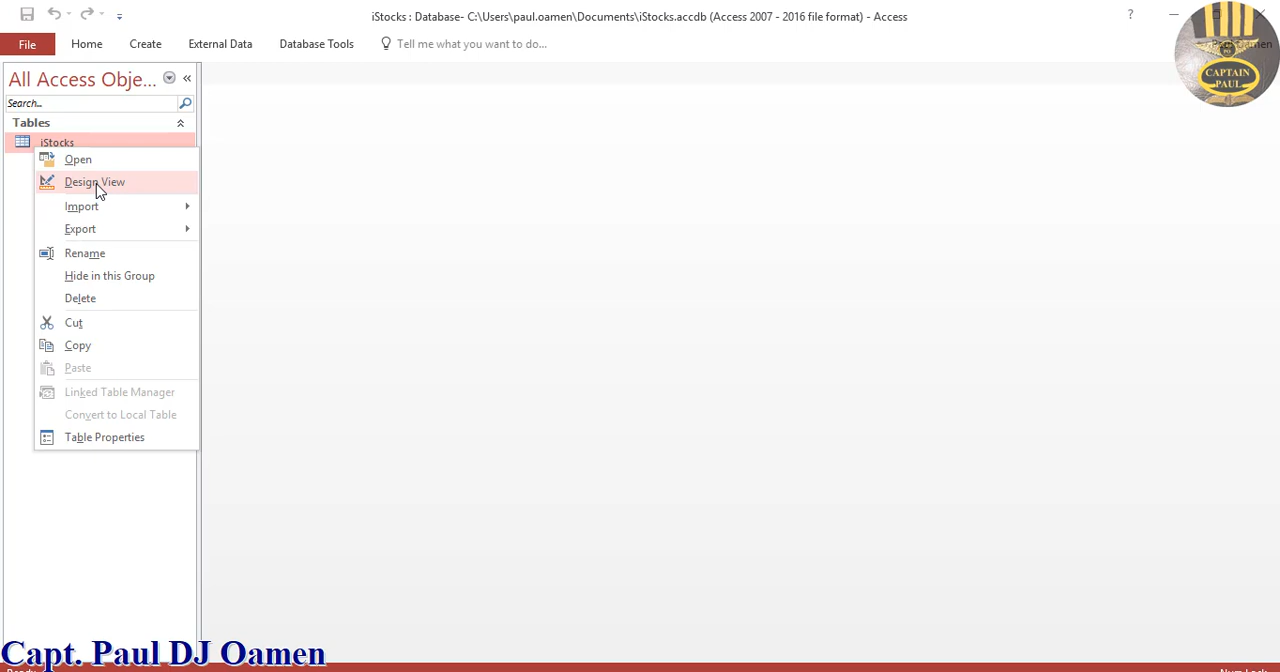 iStocks : Database- C:\Users\paul.oamen\Documents\iStocks.accdb (Access 2007 - 2016 file format) - Access
?
File Home Create External Data Database Tools Tell me what you want to do...
CAPTAIN
PAUL
All Access Obje...
Search...
Tables
iStocks
Open
Design View
Import
Export
Rename
Hide in this Group
Delete
Cut
Copy
Paste
Linked Table Manager
Convert to Local Table
Table Properties
Capt. Paul DJ Oamen